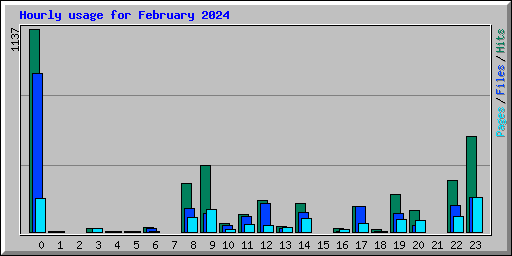 Hourly usage for February 2024
1137
Pages/Files/Hits
0 1 2 3 4 5 6 7 8 9 10 11 12 13 14 15 16 17 18 19 20 21 22 23